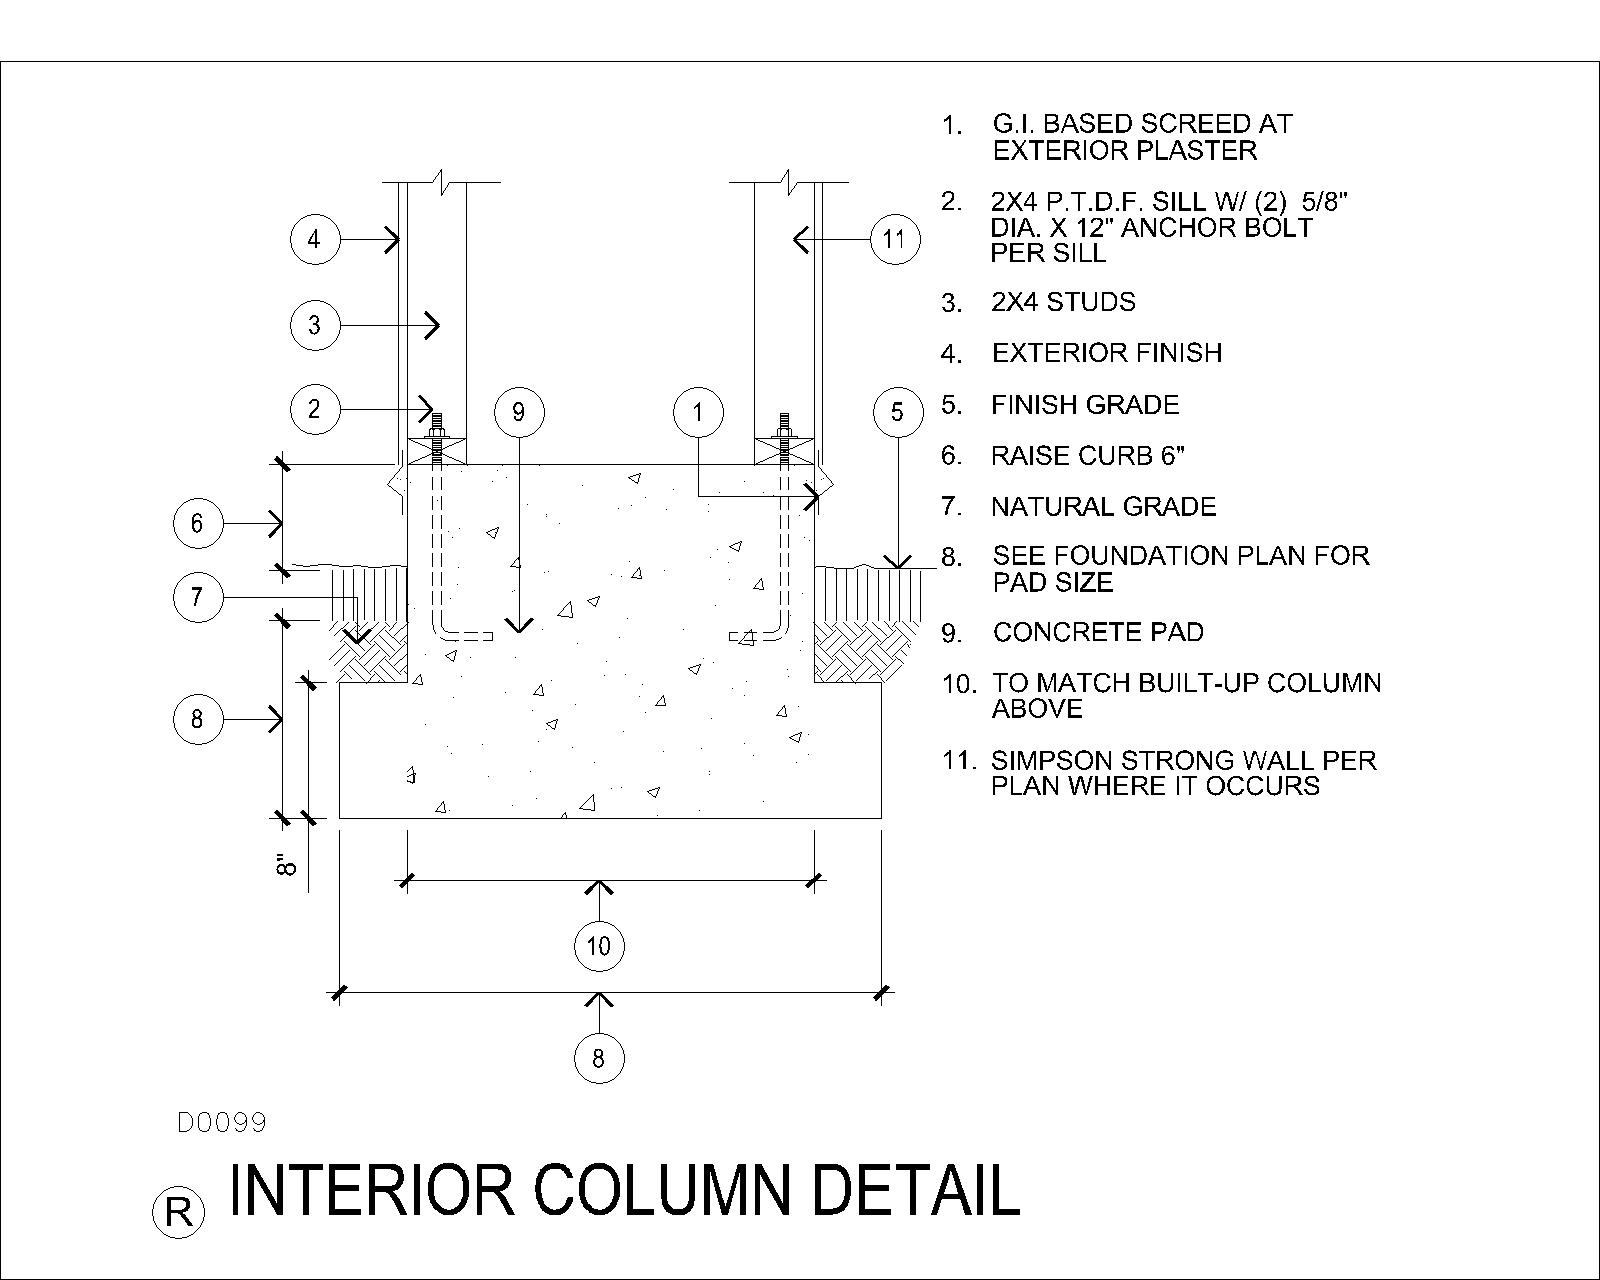 1. G.I. BASED SCREED AT
EXTERIOR PLASTER
2. 2X4 P.T.D.F. SILL W/ (2) 5/8"
DIA. X 12" ANCHOR BOLT
PER SILL
3. 2X4 STUDS
4. EXTERIOR FINISH
5. FINISH GRADE
6. RAISE CURB 6"
7. NATURAL GRADE
8. SEE FOUNDATION PLAN FOR
PAD SIZE
9. CONCRETE PAD
10. TO MATCH BUILT-UP COLUMN
ABOVE
11. SIMPSON STRONG WALL PER
PLAN WHERE IT OCCURS
4
11
3
2
9
1
5
6
7
8
8"
10
8
D0099
R INTERIOR COLUMN DETAIL